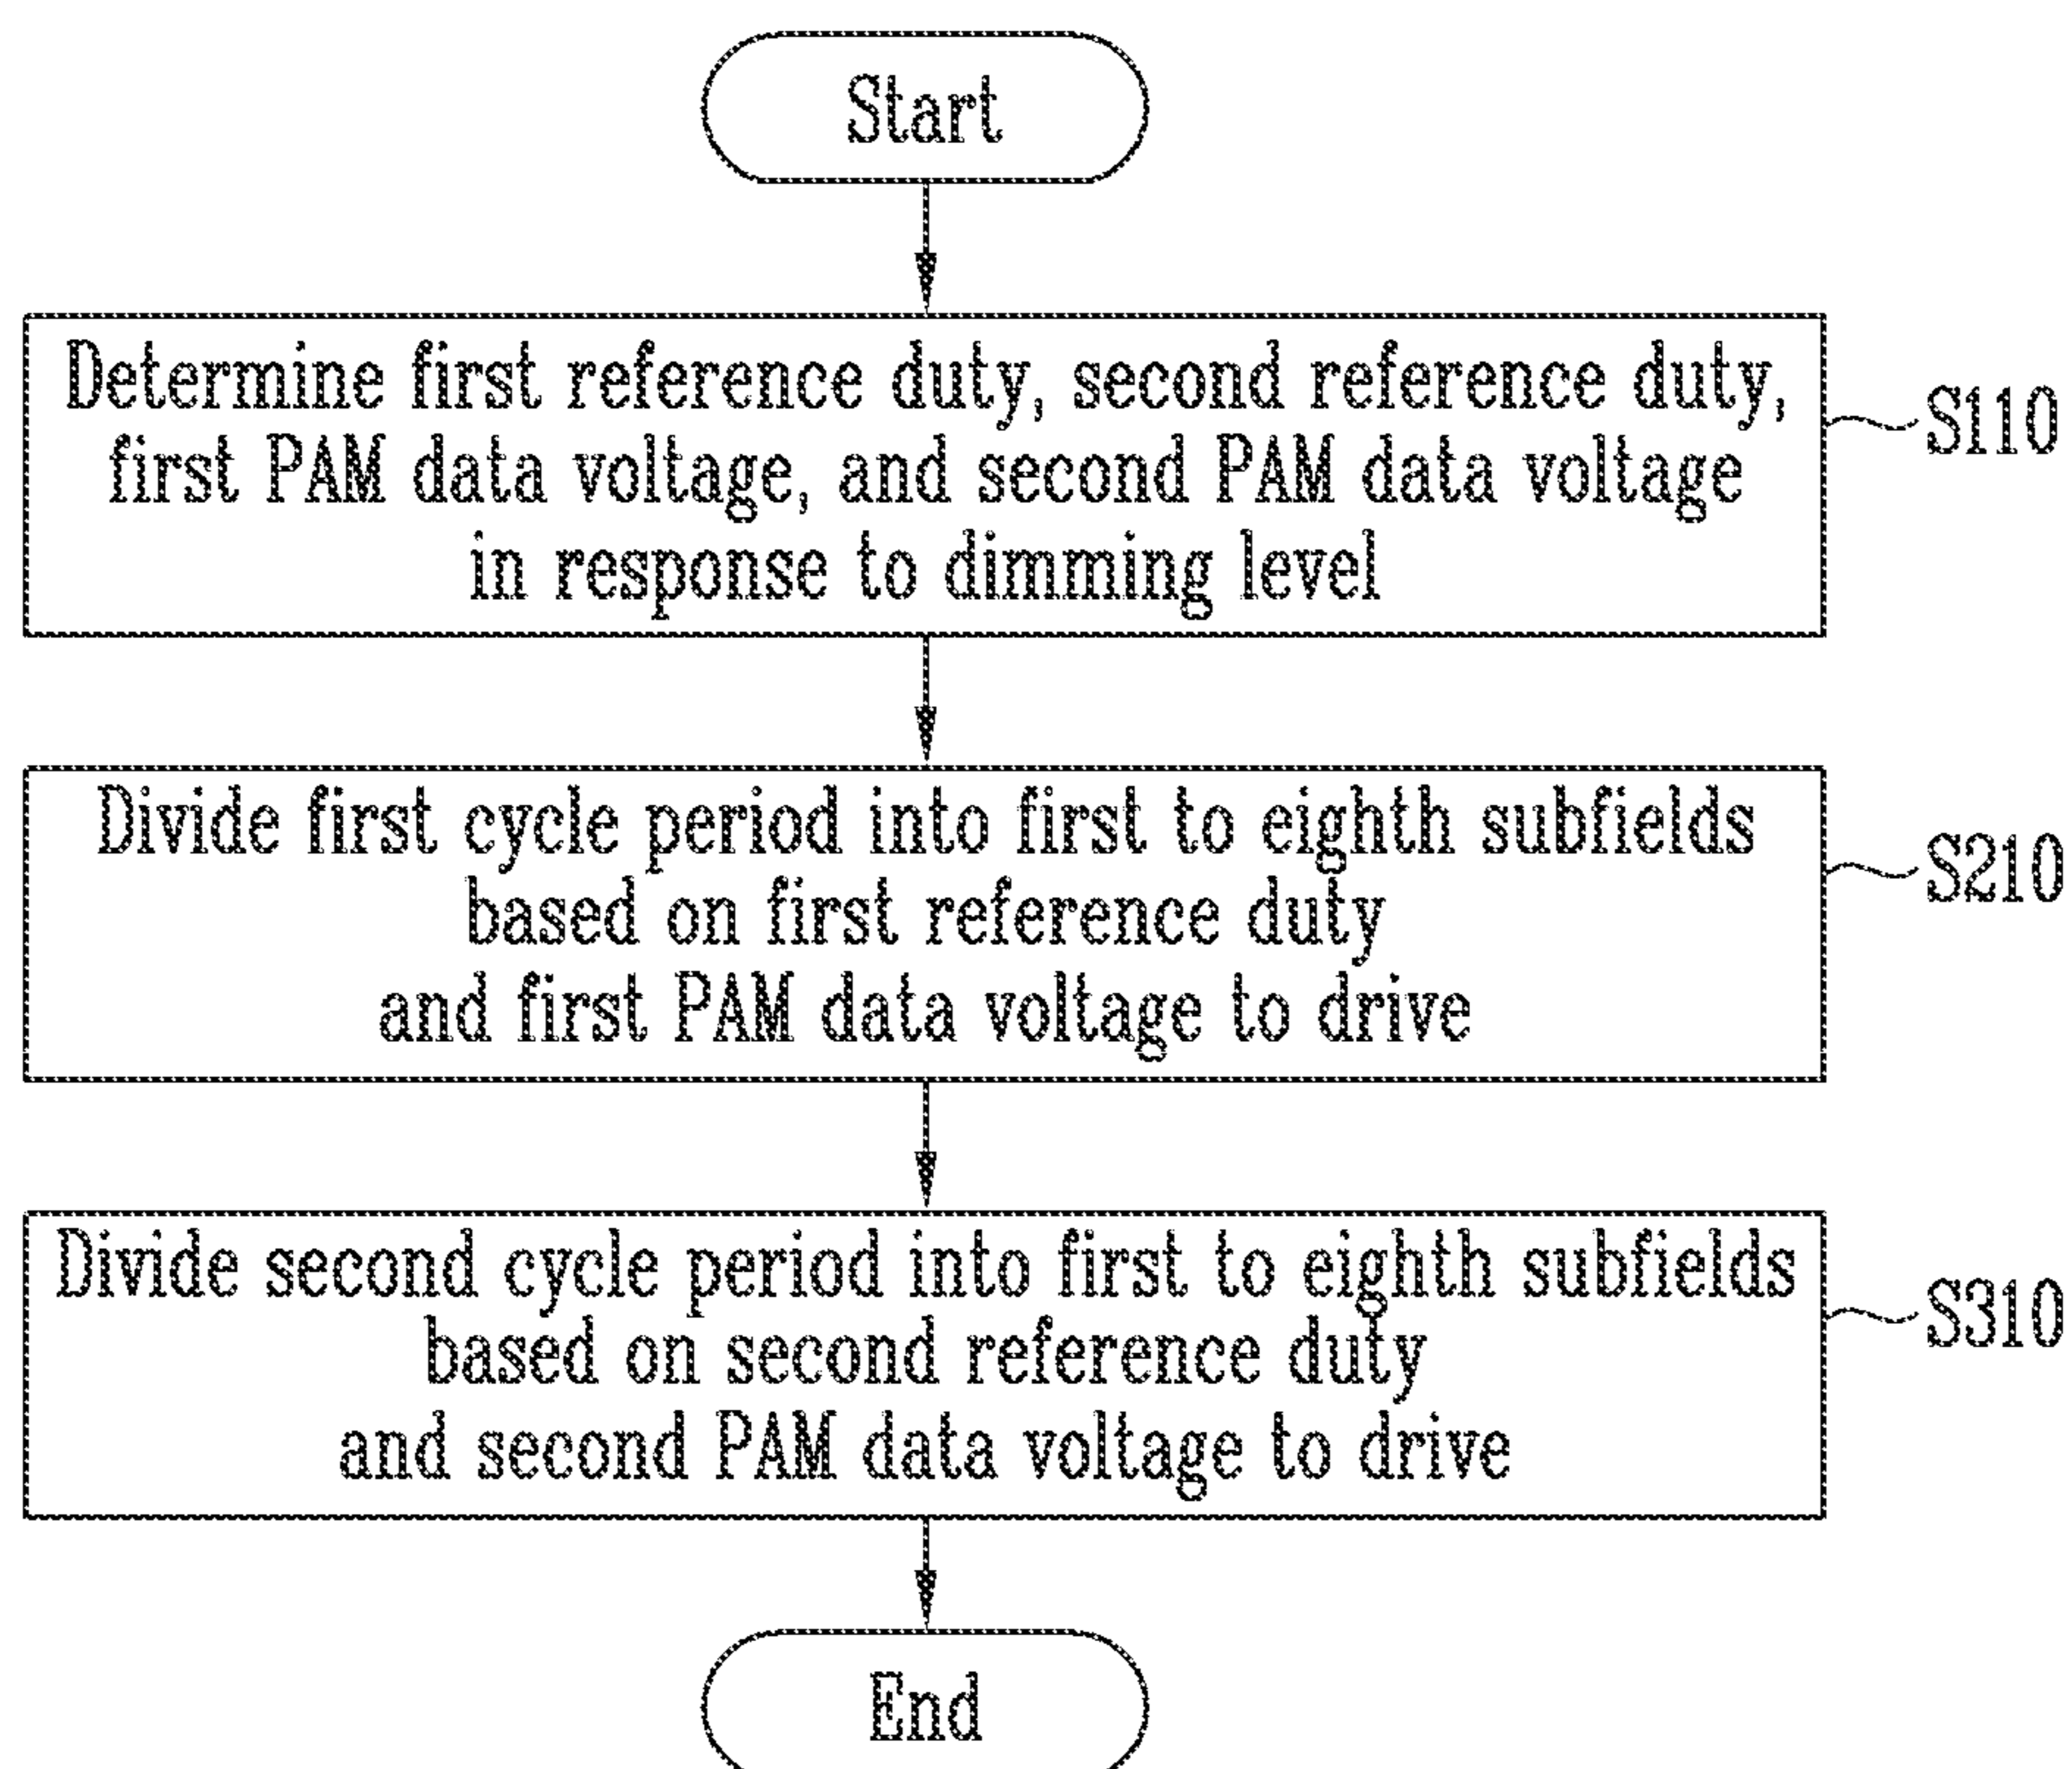 Start
Determine first reference duty, second reference duty,
first PAM data voltage, and second PAM data voltage
in response to dimming level
S110
Divide first cycle period into first to eighth subfields
based on first reference duty
and first PAM data voltage to drive
S210
Divide second cycle period into first to eighth subfields
based on second reference duty
and second PAM data voltage to drive
S310
End